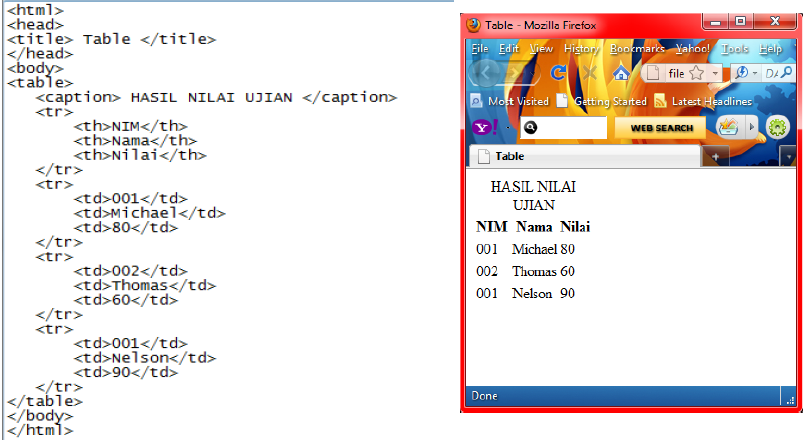 <html>
<head>
<title> Table </title>
</head>
<body>
<table>
<caption> HASIL NILAI UJIAN </caption>
<tr>
<th>NIM</th>
<th>Nama</th>
<th>Nilai</th>
</tr>
<tr>
<td>001</td>
<td>Michael</td>
<td>80</td>
</tr>
<tr>
<td>002</td>
<td>Thomas</td>
<td>60</td>
</tr>
<tr>
<td>001</td>
<td>Nelson</td>
<td>90</td>
</tr>
</table>
</body>
</html>
Table - Mozilla Firefox
File Edit View History Bookmarks Yahoo! Tools Help
file
Most Visited Getting Started Latest Headlines
Y! WEB SEARCH
Table
HASIL NILAI
UJIAN
NIM Nama Nilai
001 Michael 80
002 Thomas 60
001 Nelson 90
Done